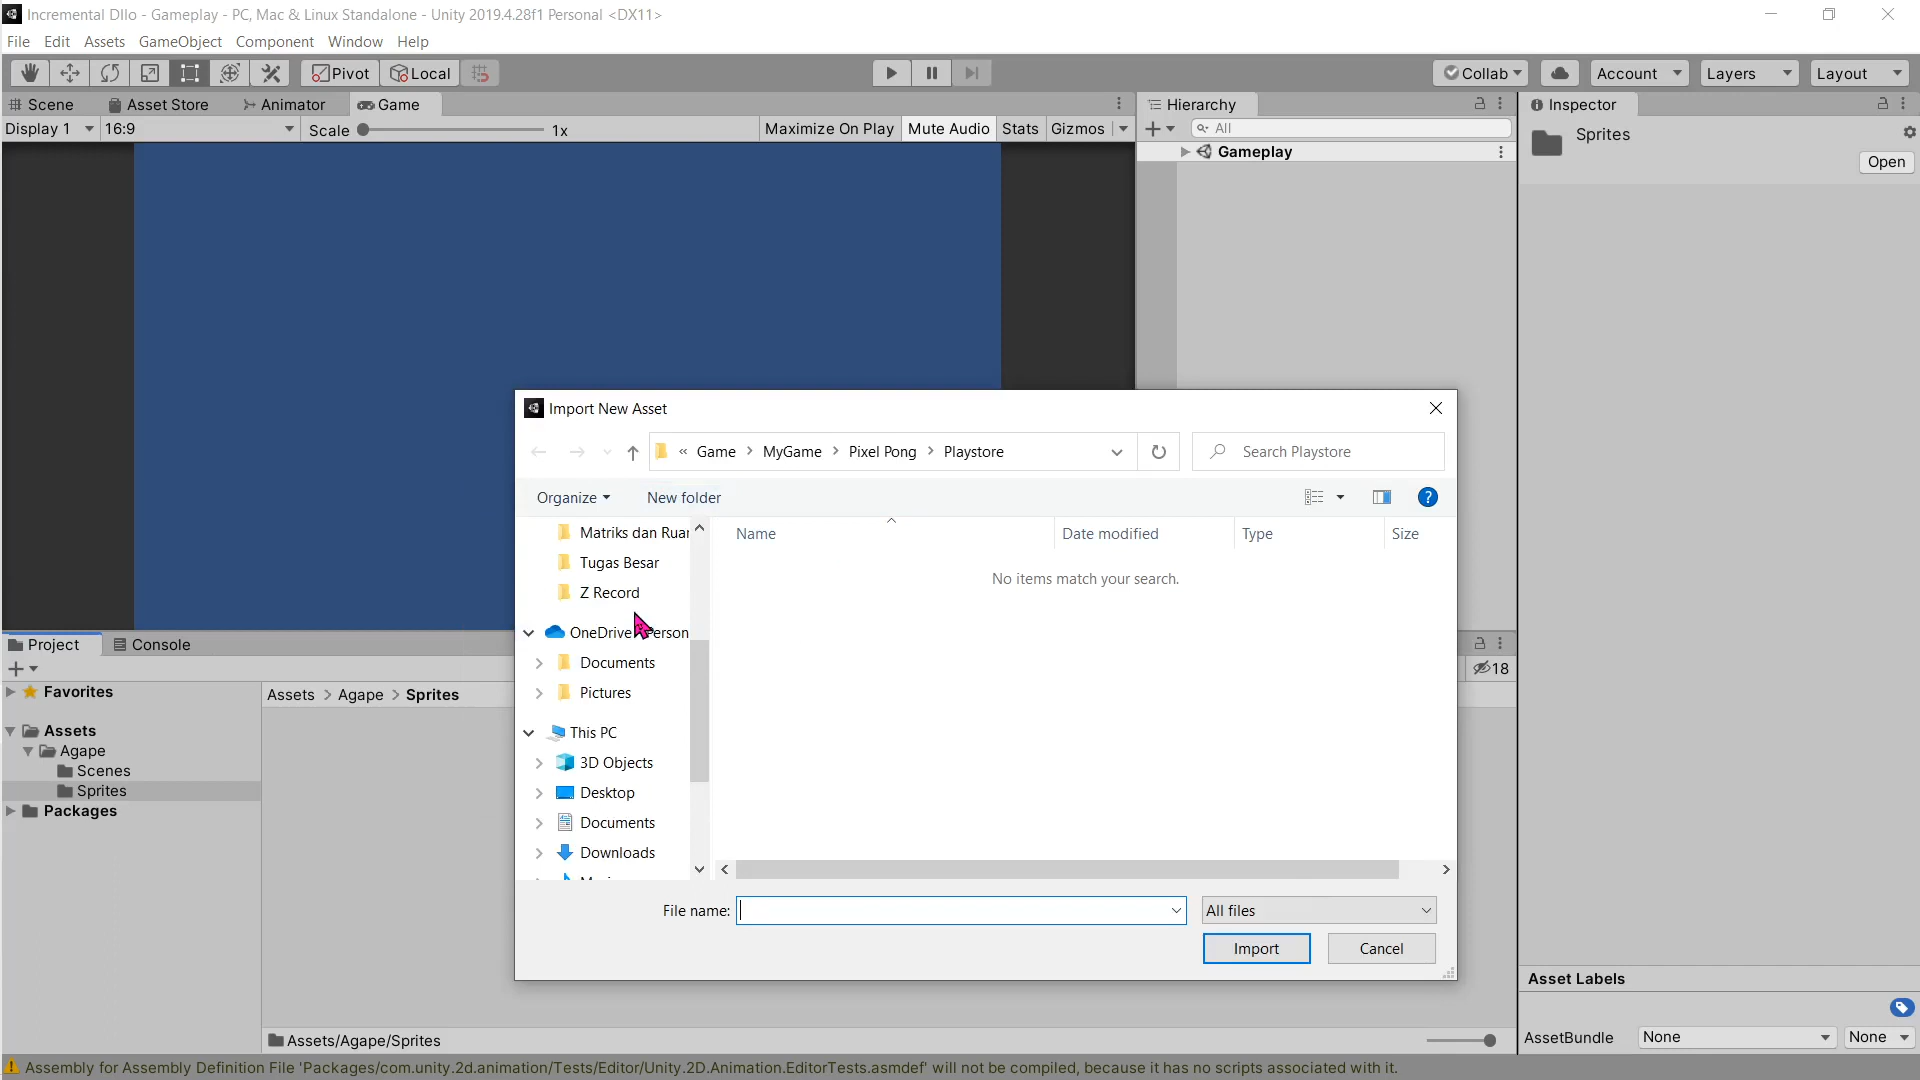 Incremental Dllo - Gameplay - PC, Mac & Linux Standalone - Unity 2019.4.28f1 Personal <DX11>
File Edit Assets GameObject Component Window Help
Pivot Local Collab Account Layers Layout
Scene Asset Store Animator Game Hierarchy Inspector
Display 1 16:9 Scale 1x Maximize On Play Mute Audio Stats Gizmos All Sprites
Gameplay
Open
Import New Asset
« Game MyGame Pixel Pong Playstore Search Playstore
Organize New folder
Matriks dan Ruar Name Date modified Type Size
Tugas Besar No items match your search.
Z Record
OneDrive Person
Documents
Pictures
This PC
3D Objects
Desktop
Documents
Downloads
File name: All files
Import Cancel
Project Console
18
Favorites
Assets > Agape > Sprites
Assets
Agape
Scenes
Sprites
Packages
Asset Labels
Assets/Agape/Sprites AssetBundle None None
Assembly for Assembly Definition File 'Packages/com.unity.2d.animation/Tests/Editor/Unity.2D.Animation.EditorTests.asmdef' will not be compiled, because it has no scripts associated with it.